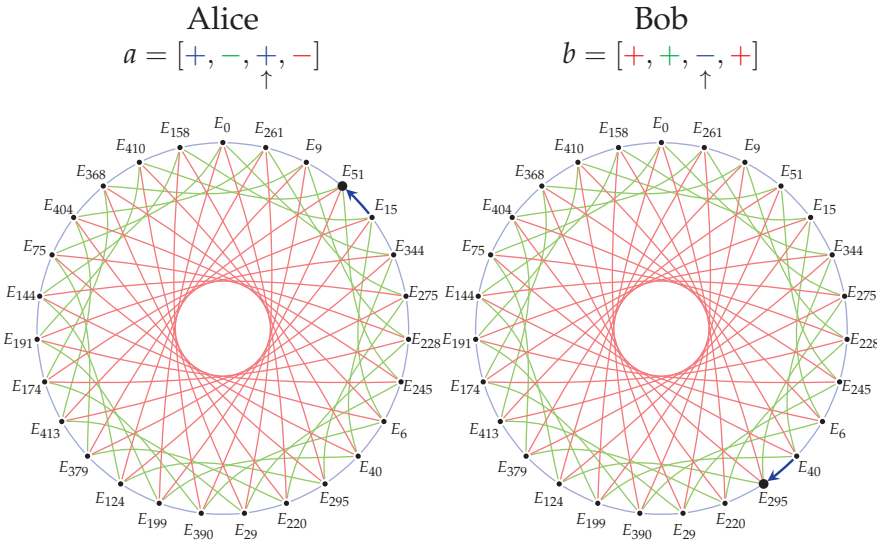 Alice
a = [+, −, +, −]
↑
E0
E261
E9
E51
E15
E344
E275
E228
E245
E6
E40
E295
E220
E29
E390
E199
E124
E379
E413
E174
E191
E144
E75
E404
E368
E410
E158
Bob
b = [+, +, −, +]
↑
E0
E261
E9
E51
E15
E344
E275
E228
E245
E6
E40
E295
E220
E29
E390
E199
E124
E379
E413
E174
E191
E144
E75
E404
E368
E410
E158